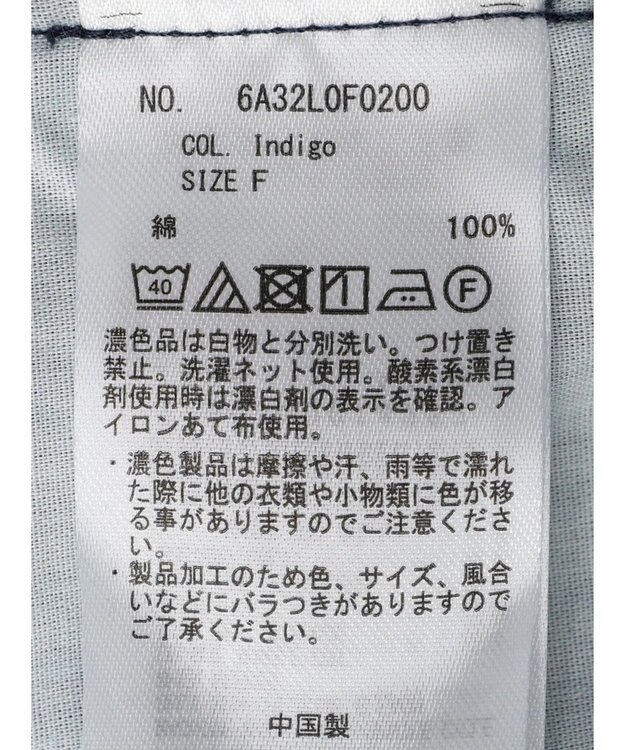 NO. 6A32L0F0200
COL. Indigo
SIZE F
綿 100%
40 F
濃色品は白物と分別洗い。つけ置き
禁止。洗濯ネット使用。酸素系漂白
剤使用時は漂白剤の表示を確認。ア
イロンあて布使用。
・濃色製品は摩擦や汗、雨等で濡れ
た際に他の衣類や小物類に色が移
る事がありますのでご注意くださ
い。
・製品加工のため色、サイズ、風合
いなどにバラつきがありますので
ご了承ください。
中国製